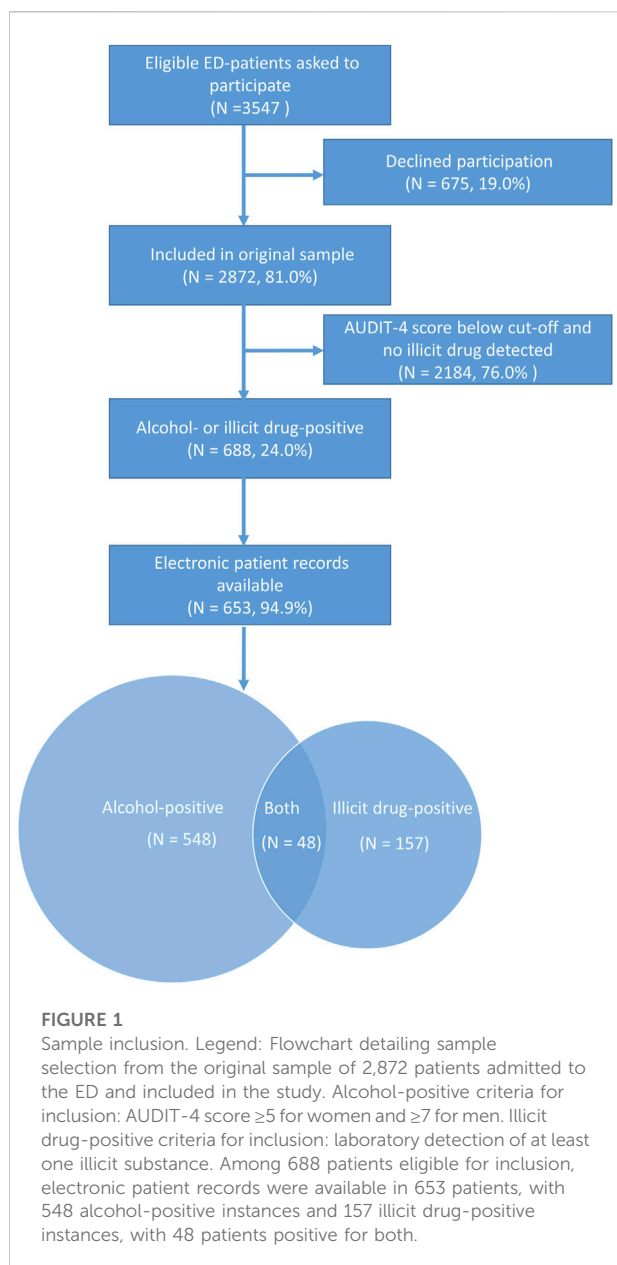 Eligible ED-patients asked to
participate
(N =3547 )
Declined participation
(N = 675, 19.0%)
Included in original sample
(N = 2872, 81.0%)
AUDIT-4 score below cut-off and
no illicit drug detected
(N = 2184, 76.0% )
Alcohol- or illicit drug-positive
(N = 688, 24.0%)
Electronic patient records
available
(N = 653, 94.9%)
Alcohol-positive
(N = 548)
Both
(N = 48)
Illicit drug-positive
(N = 157)
FIGURE 1
Sample inclusion. Legend: Flowchart detailing sample
selection from the original sample of 2,872 patients admitted to
the ED and included in the study. Alcohol-positive criteria for
inclusion: AUDIT-4 score ≥5 for women and ≥7 for men. Illicit
drug-positive criteria for inclusion: laboratory detection of at least
one illicit substance. Among 688 patients eligible for inclusion,
electronic patient records were available in 653 patients, with
548 alcohol-positive instances and 157 illicit drug-positive
instances, with 48 patients positive for both.